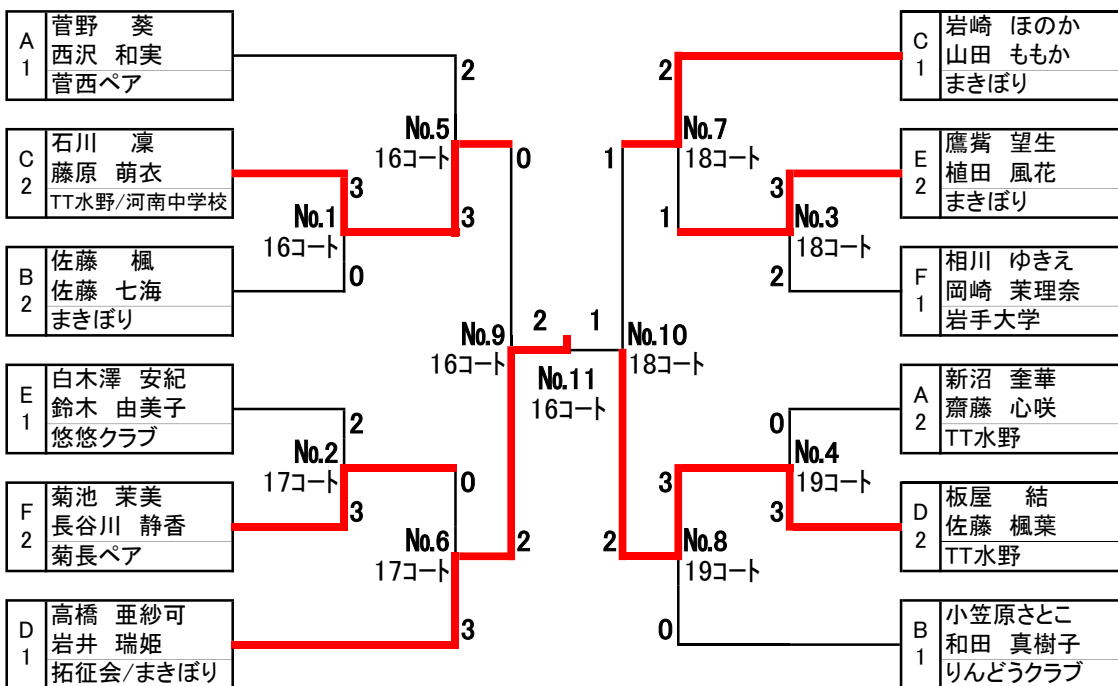 A
1
菅野 葵
西沢 和実
菅西ペア
C
2
石川 凜
藤原 萌衣
TT水野/河南中学校
B
2
佐藤 楓
佐藤 七海
まきぼり
E
1
白木澤 安紀
鈴木 由美子
悠悠クラブ
F
2
菊池 茉美
長谷川 静香
菊長ペア
D
1
高橋 亜紗可
岩井 瑞姫
拓征会/まきぼり
2
No.5
16コート
3
3
No.1
16コート
0
0
2
No.2
17コート
3
0
No.6
17コート
3
No.9
16コート
2
2
1
No.11
16コート
No.10
18コート
1
2
2
No.7
18コート
1
3
No.3
18コート
2
0
No.4
19コート
3
3
No.8
19コート
0
C
1
岩崎 ほのか
山田 ももか
まきぼり
E
2
鷹觜 望生
植田 風花
まきぼり
F
1
相川 ゆきえ
岡崎 茉理奈
岩手大学
A
2
新沼 奎華
齋藤 心咲
TT水野
D
2
板屋 結
佐藤 楓葉
TT水野
B
1
小笠原さとこ
和田 真樹子
りんどうクラブ